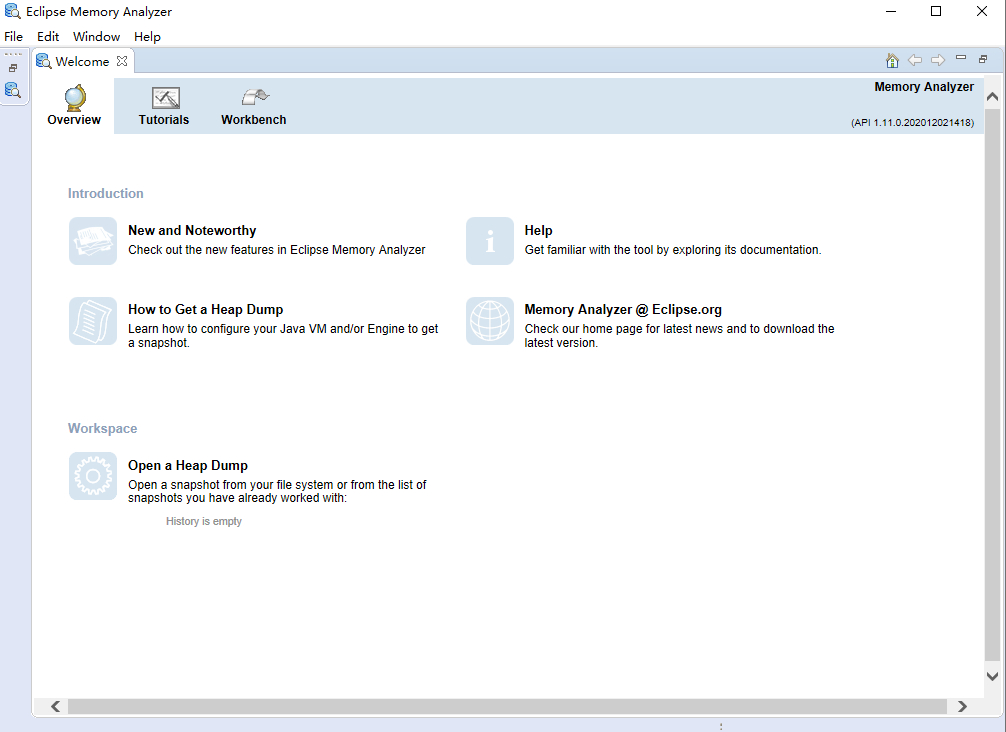 Eclipse Memory Analyzer
File Edit Window Help
Welcome
Overview
Tutorials
Workbench
Memory Analyzer
(API 1.11.0.202012021418)
Introduction
New and Noteworthy
Check out the new features in Eclipse Memory Analyzer
Help
Get familiar with the tool by exploring its documentation.
How to Get a Heap Dump
Learn how to configure your Java VM and/or Engine to get
a snapshot.
Memory Analyzer @ Eclipse.org
Check our home page for latest news and to download the
latest version.
Workspace
Open a Heap Dump
Open a snapshot from your file system or from the list of
snapshots you have already worked with:
History is empty